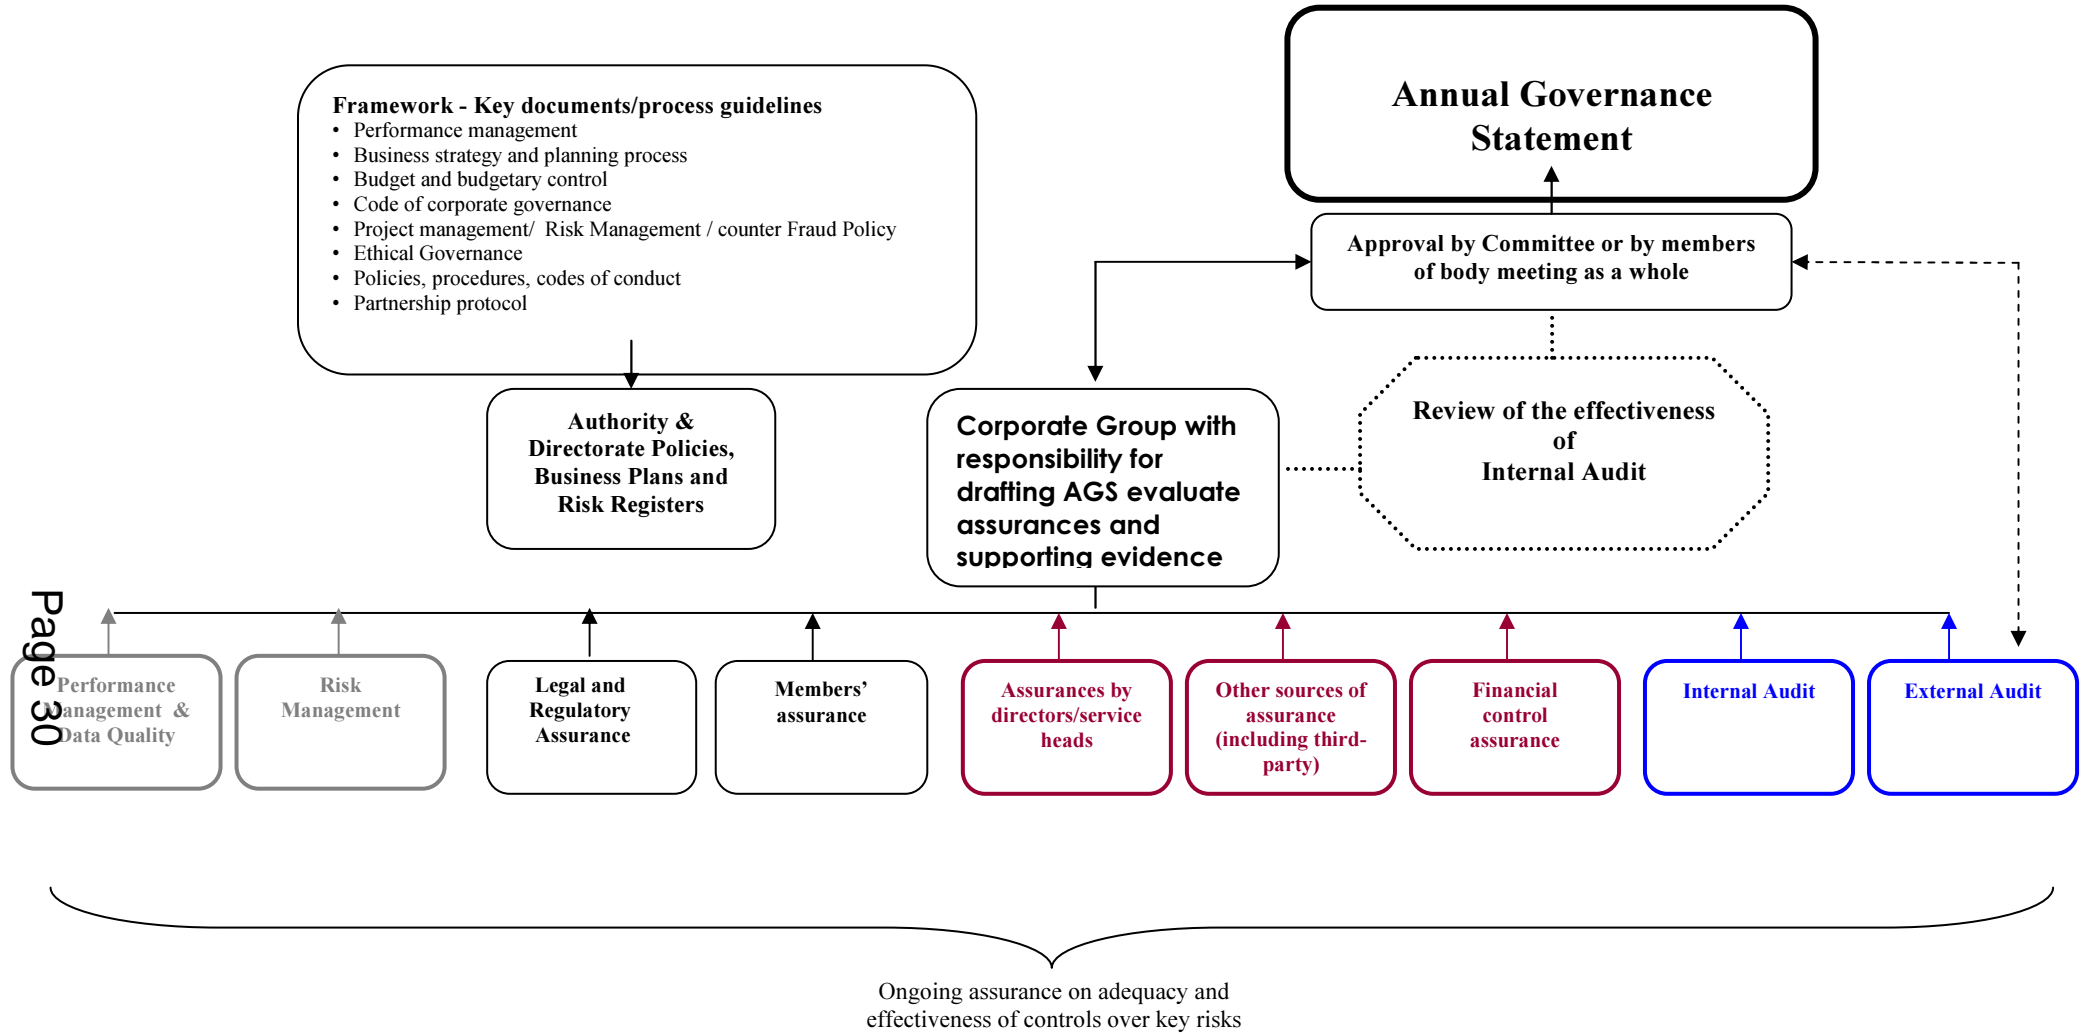 Annual Governance
Statement
Framework - Key documents/process guidelines
• Performance management
• Business strategy and planning process
• Budget and budgetary control
• Code of corporate governance
• Project management/ Risk Management / counter Fraud Policy
• Ethical Governance
• Policies, procedures, codes of conduct
• Partnership protocol
Approval by Committee or by members
of body meeting as a whole
Authority &
Directorate Policies,
Business Plans and
Risk Registers
Corporate Group with
responsibility for
drafting AGS evaluate
assurances and
supporting evidence
Review of the effectiveness
of
Internal Audit
Page 30
Performance
Management &
Data Quality
Risk
Management
Legal and
Regulatory
Assurance
Members’
assurance
Assurances by
directors/service
heads
Other sources of
assurance
(including third-
party)
Financial
control
assurance
Internal Audit
External Audit
Ongoing assurance on adequacy and
effectiveness of controls over key risks